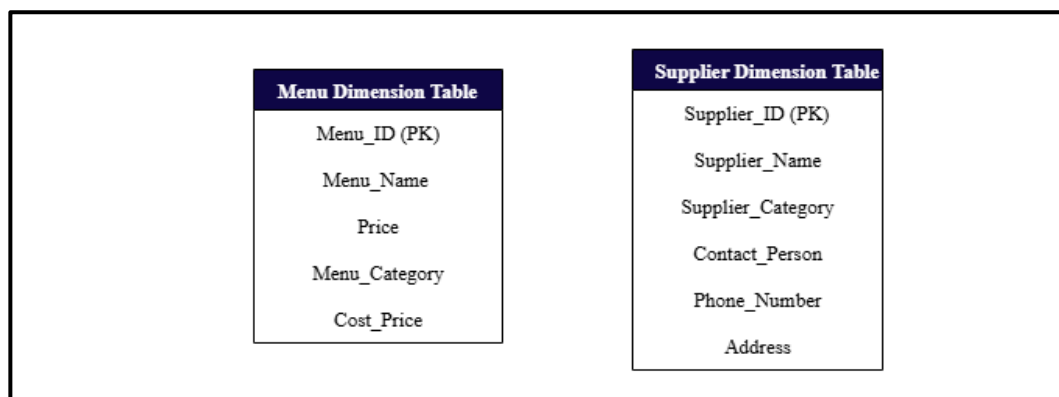 Menu Dimension Table
Menu_ID (PK)
Menu_Name
Price
Menu_Category
Cost_Price
Supplier Dimension Table
Supplier_ID (PK)
Supplier_Name
Supplier_Category
Contact_Person
Phone_Number
Address